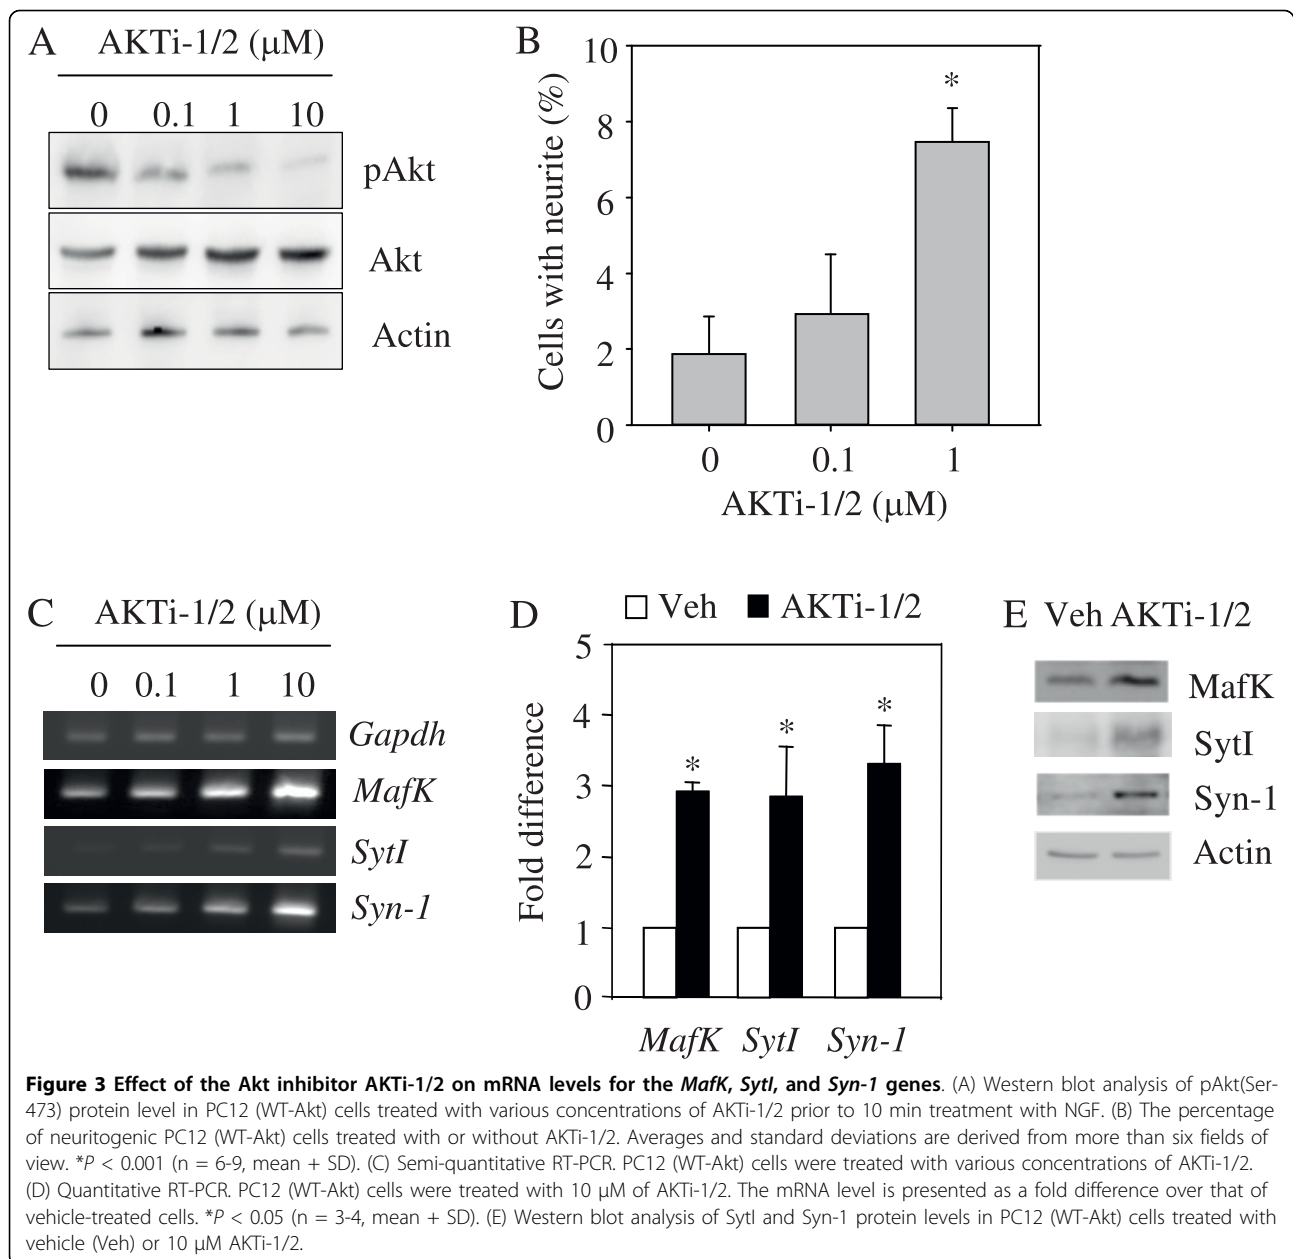 A
AKTi-1/2 (μM)
0 0.1 1 10
pAkt
Akt
Actin
B
Cells with neurite (%)
10
8
6
4
2
0
*
0 0.1 1
AKTi-1/2 (μM)
C
AKTi-1/2 (μM)
0 0.1 1 10
Gapdh
MafK
SytI
Syn-1
D
Veh AKTi-1/2
Fold difference
5
4
3
2
1
0
* * *
MafK SytI Syn-1
E Veh AKTi-1/2
MafK
SytI
Syn-1
Actin
Figure 3 Effect of the Akt inhibitor AKTi-1/2 on mRNA levels for the MafK, SytI, and Syn-1 genes. (A) Western blot analysis of pAkt(Ser-
473) protein level in PC12 (WT-Akt) cells treated with various concentrations of AKTi-1/2 prior to 10 min treatment with NGF. (B) The percentage
of neuritogenic PC12 (WT-Akt) cells treated with or without AKTi-1/2. Averages and standard deviations are derived from more than six fields of
view. *P < 0.001 (n = 6-9, mean + SD). (C) Semi-quantitative RT-PCR. PC12 (WT-Akt) cells were treated with various concentrations of AKTi-1/2.
(D) Quantitative RT-PCR. PC12 (WT-Akt) cells were treated with 10 μM of AKTi-1/2. The mRNA level is presented as a fold difference over that of
vehicle-treated cells. *P < 0.05 (n = 3-4, mean + SD). (E) Western blot analysis of SytI and Syn-1 protein levels in PC12 (WT-Akt) cells treated with
vehicle (Veh) or 10 μM AKTi-1/2.